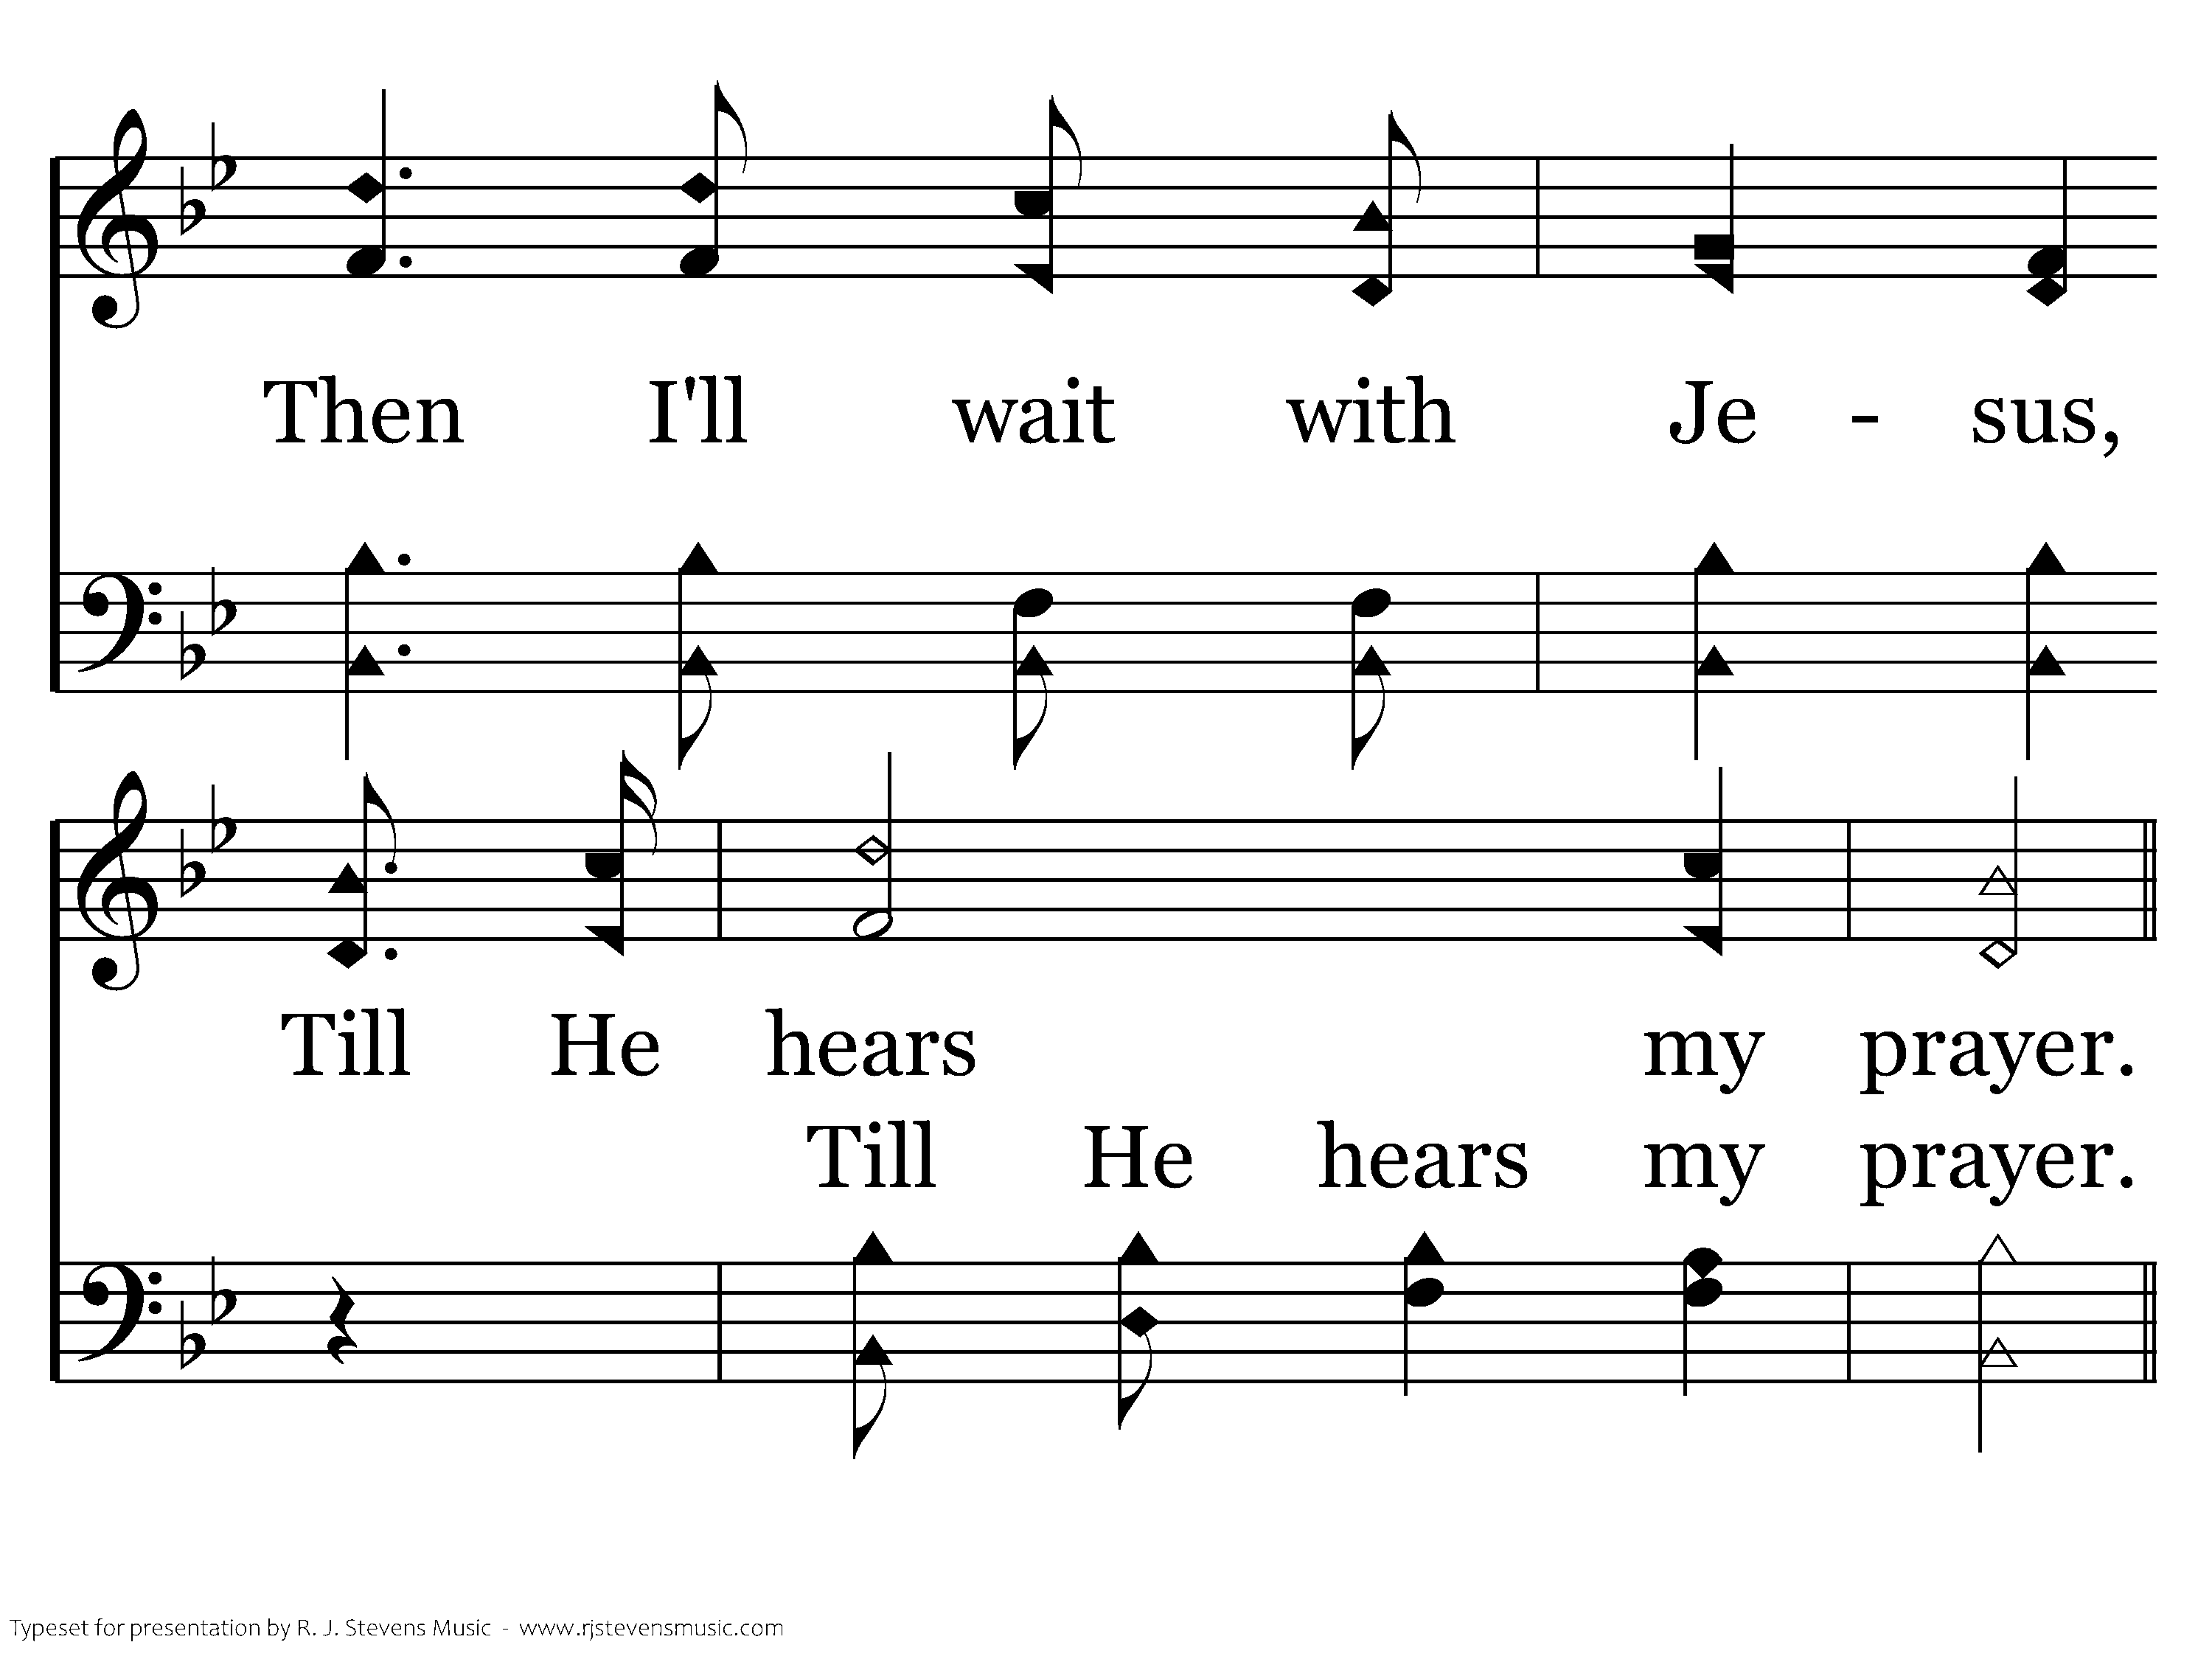 Then I'll wait with Je - sus,
Till He hears my prayer.
Till He hears my prayer.
Typeset for presentation by R. J. Stevens Music - www.rjstevensmusic.com